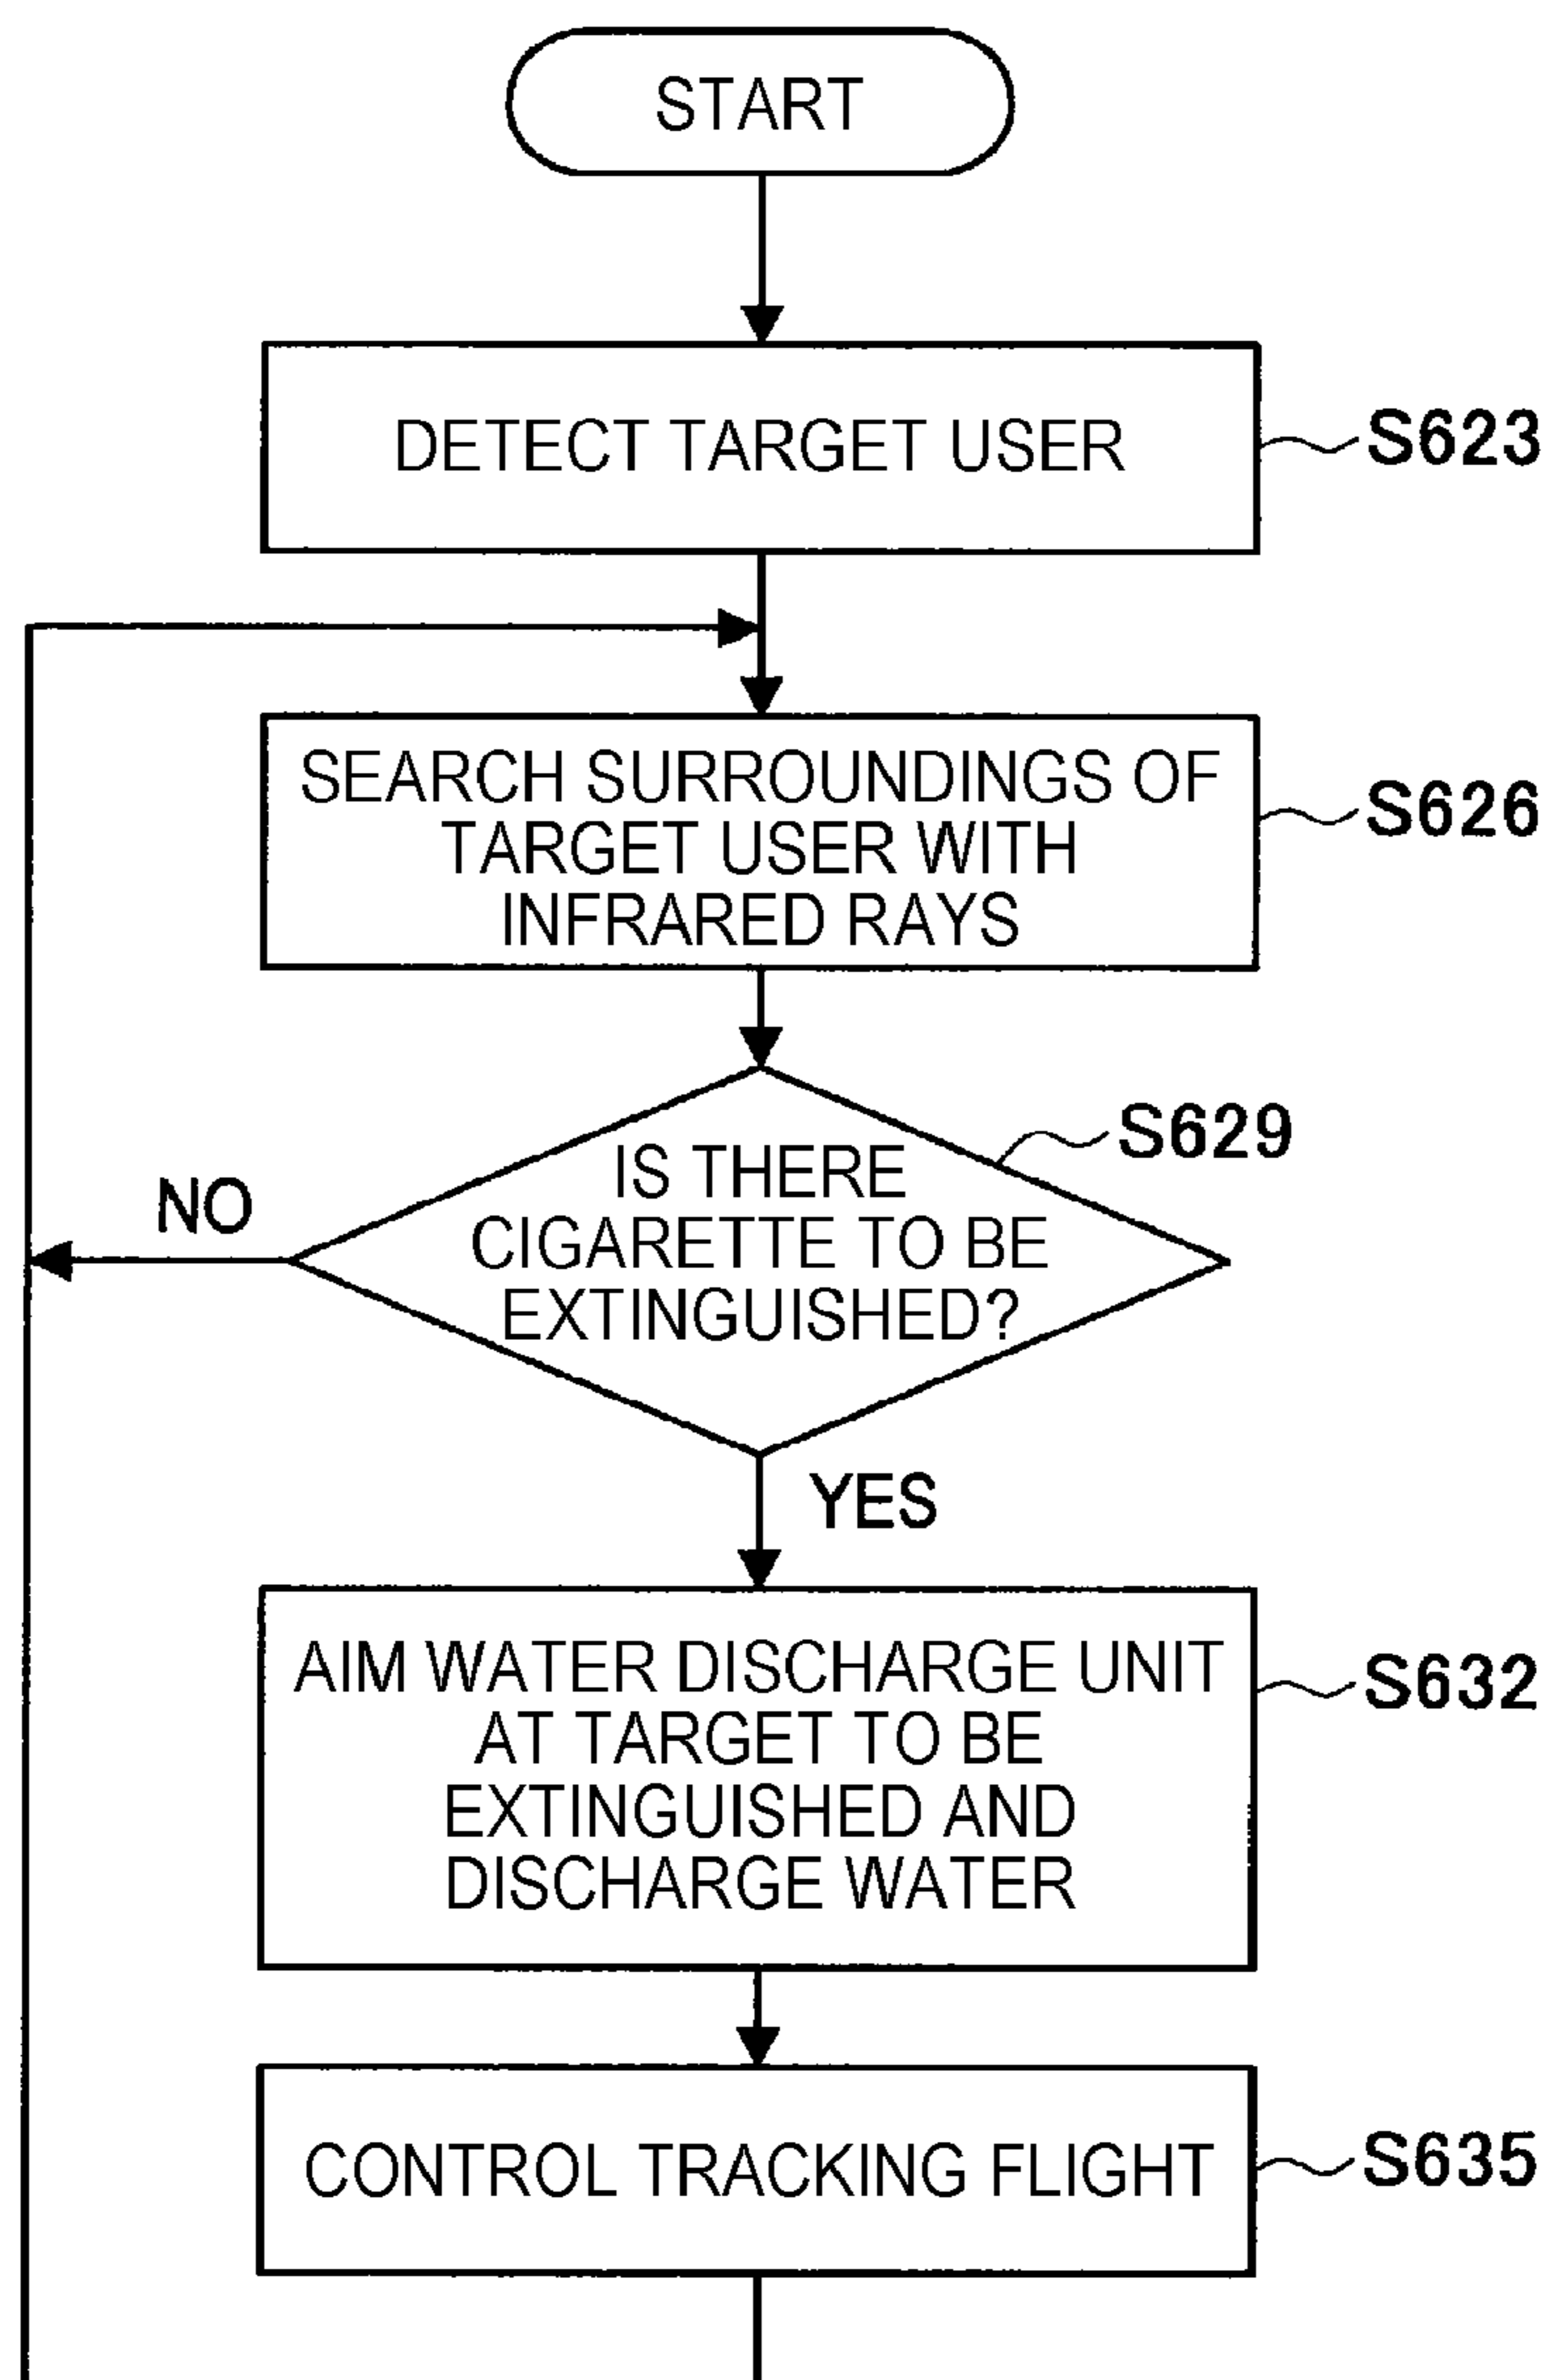 START
DETECT TARGET USER
S623
SEARCH SURROUNDINGS OF
TARGET USER WITH
INFRARED RAYS
S626
IS THERE
CIGARETTE TO BE
EXTINGUISHED?
S629
NO
YES
AIM WATER DISCHARGE UNIT
AT TARGET TO BE
EXTINGUISHED AND
DISCHARGE WATER
S632
CONTROL TRACKING FLIGHT
S635